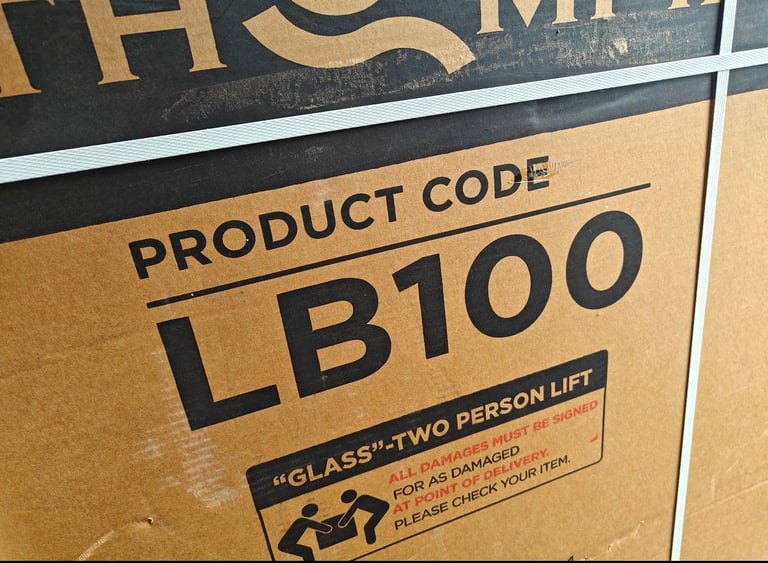 PRODUCT CODE
LB100
"GLASS"-TWO PERSON LIFT
ALL DAMAGES MUST BE SIGNED
FOR AS DAMAGED
AT POINT OF DELIVERY.
PLEASE CHECK YOUR ITEM.